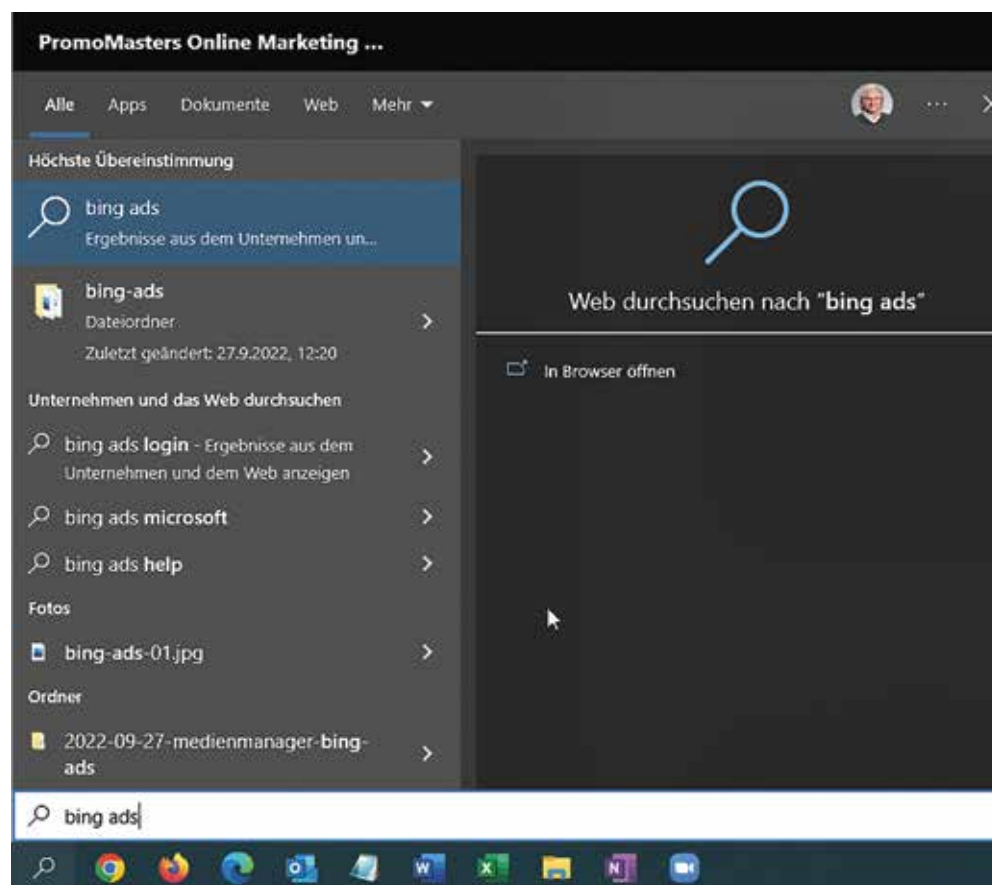 PromoMasters Online Marketing ...
Alle Apps Dokumente Web Mehr
Höchste Übereinstimmung
bing ads
Ergebnisse aus dem Unternehmen un...
bing-ads
Dateiordner
Zuletzt geändert: 27.9.2022, 12:20
Unternehmen und das Web durchsuchen
bing ads login - Ergebnisse aus dem
Unternehmen und dem Web anzeigen
bing ads microsoft
bing ads help
Fotos
bing-ads-01.jpg
Ordner
2022-09-27-medienmanager-bing-
ads
Web durchsuchen nach "bing ads"
In Browser öffnen
bing ads